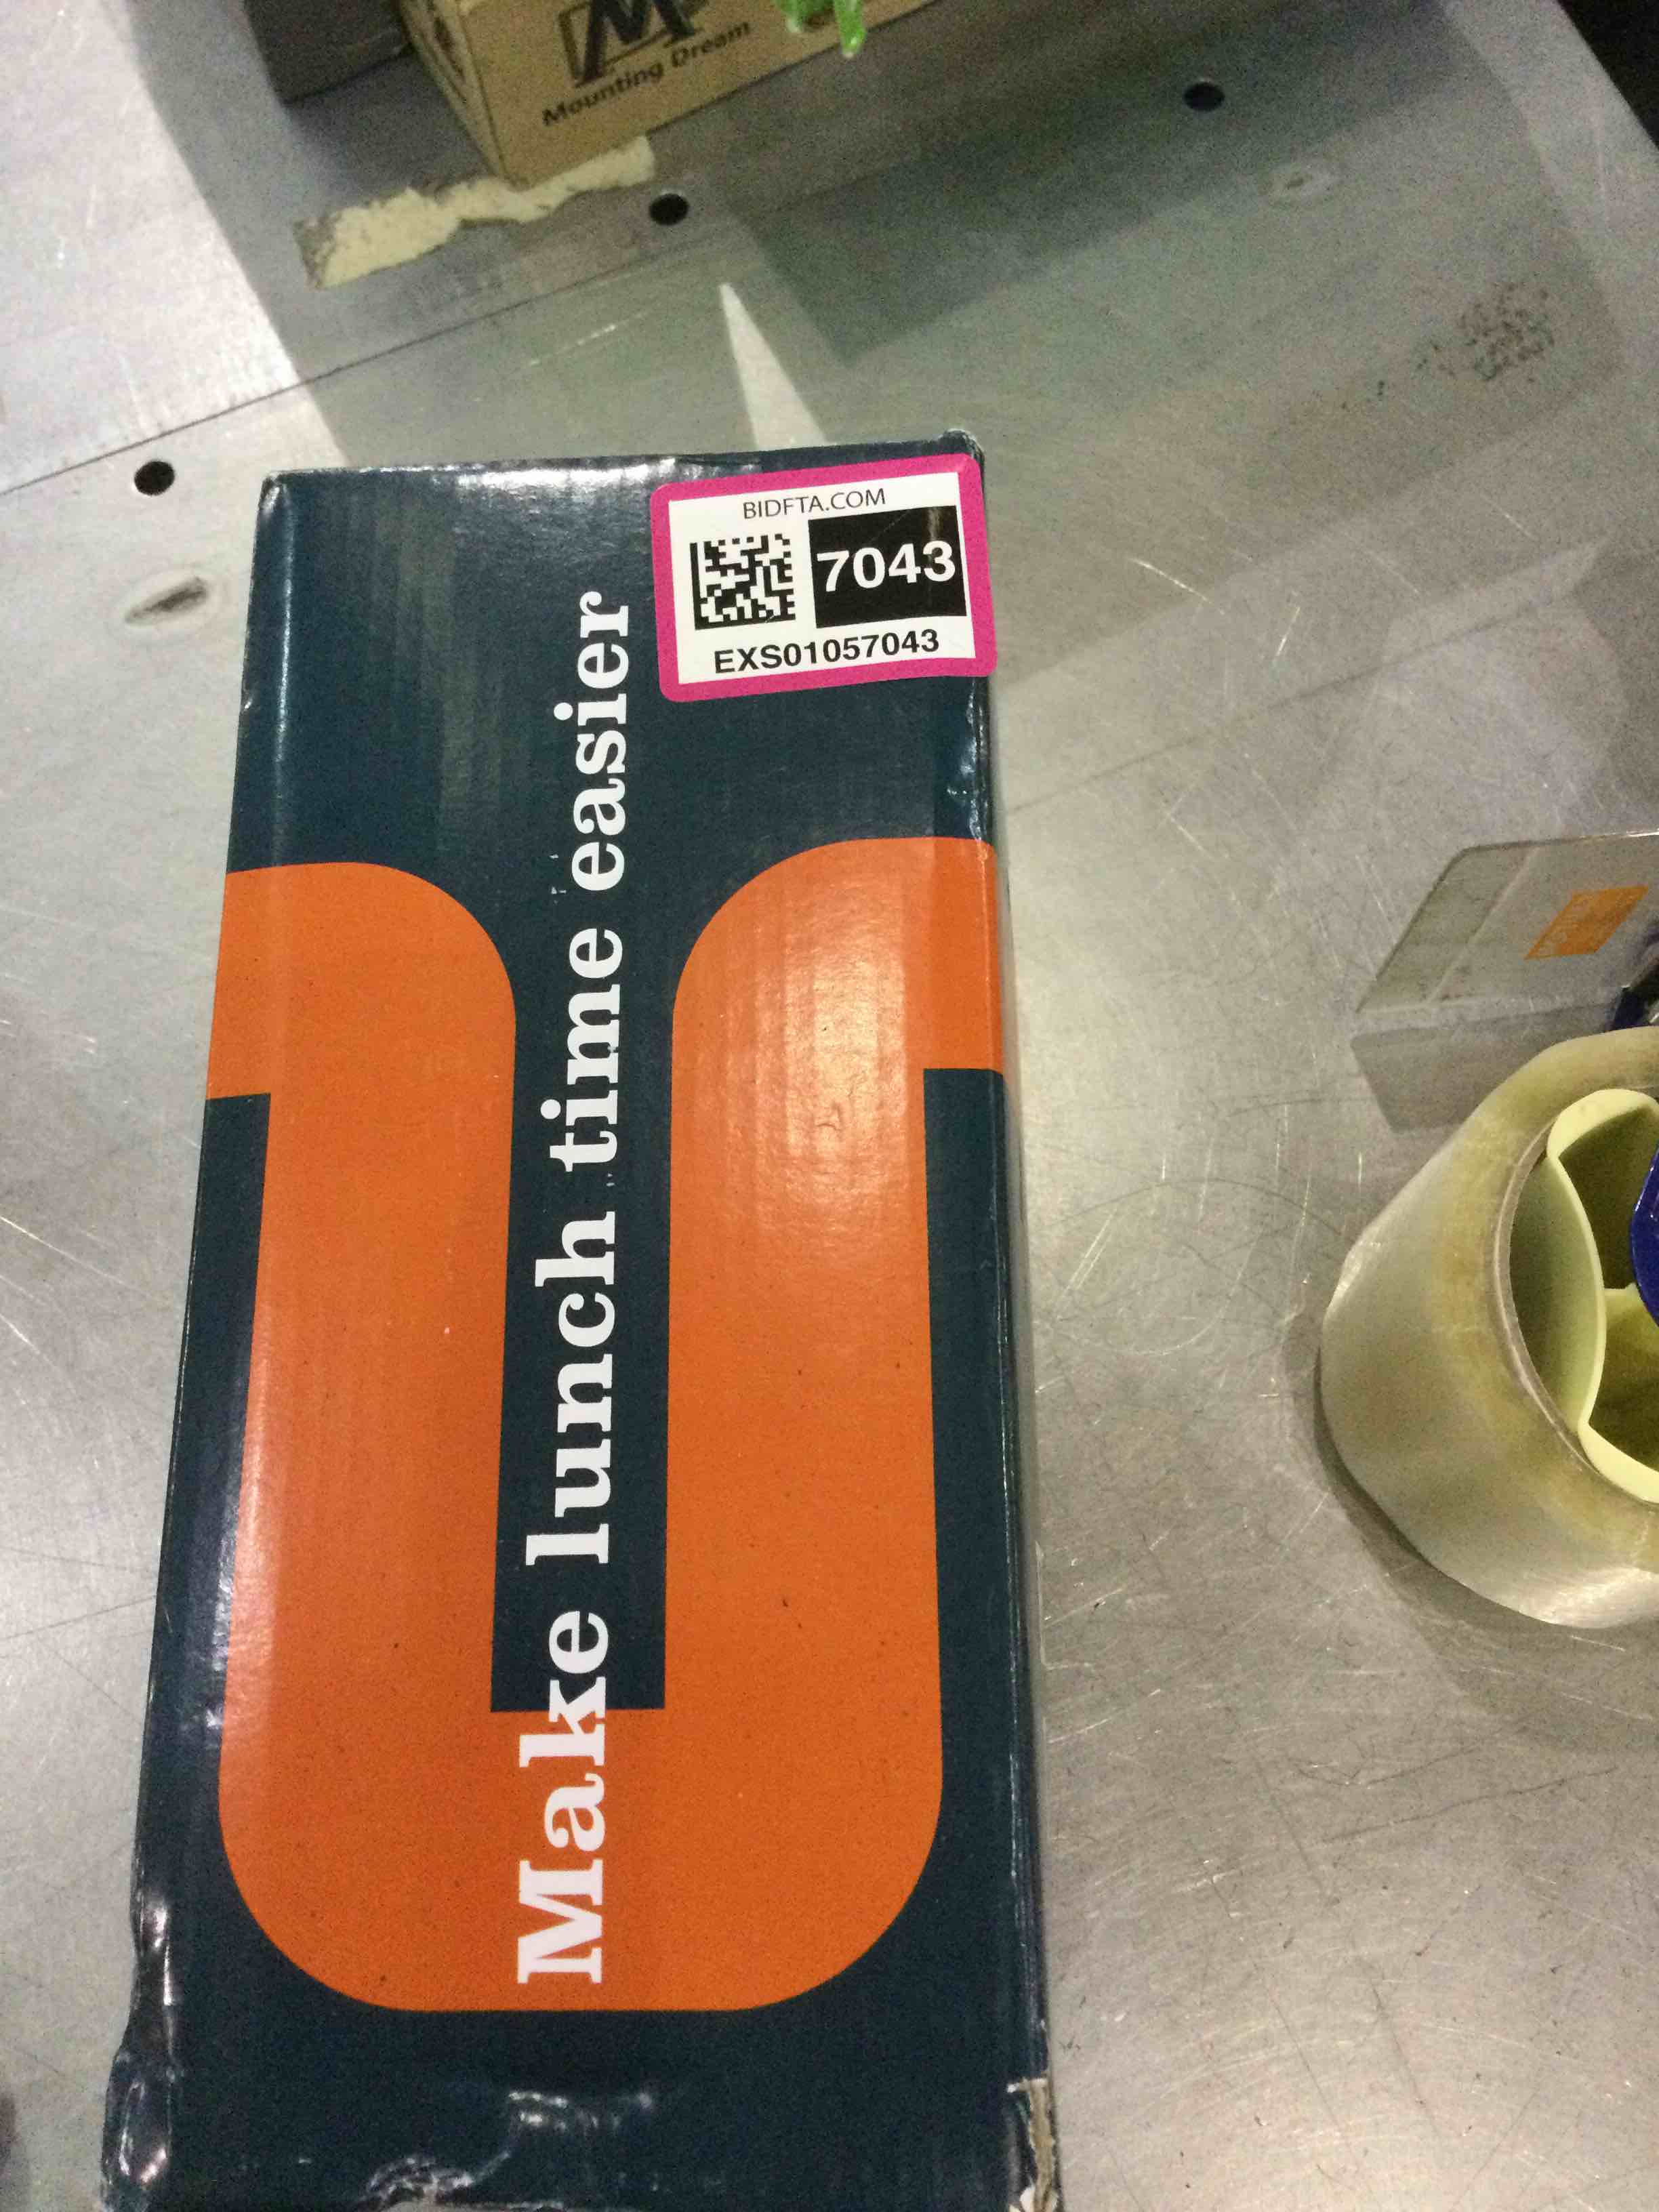 M
Mounting Dream
BIDFTA.COM
7043
EXS01057043
Make lunch time easier